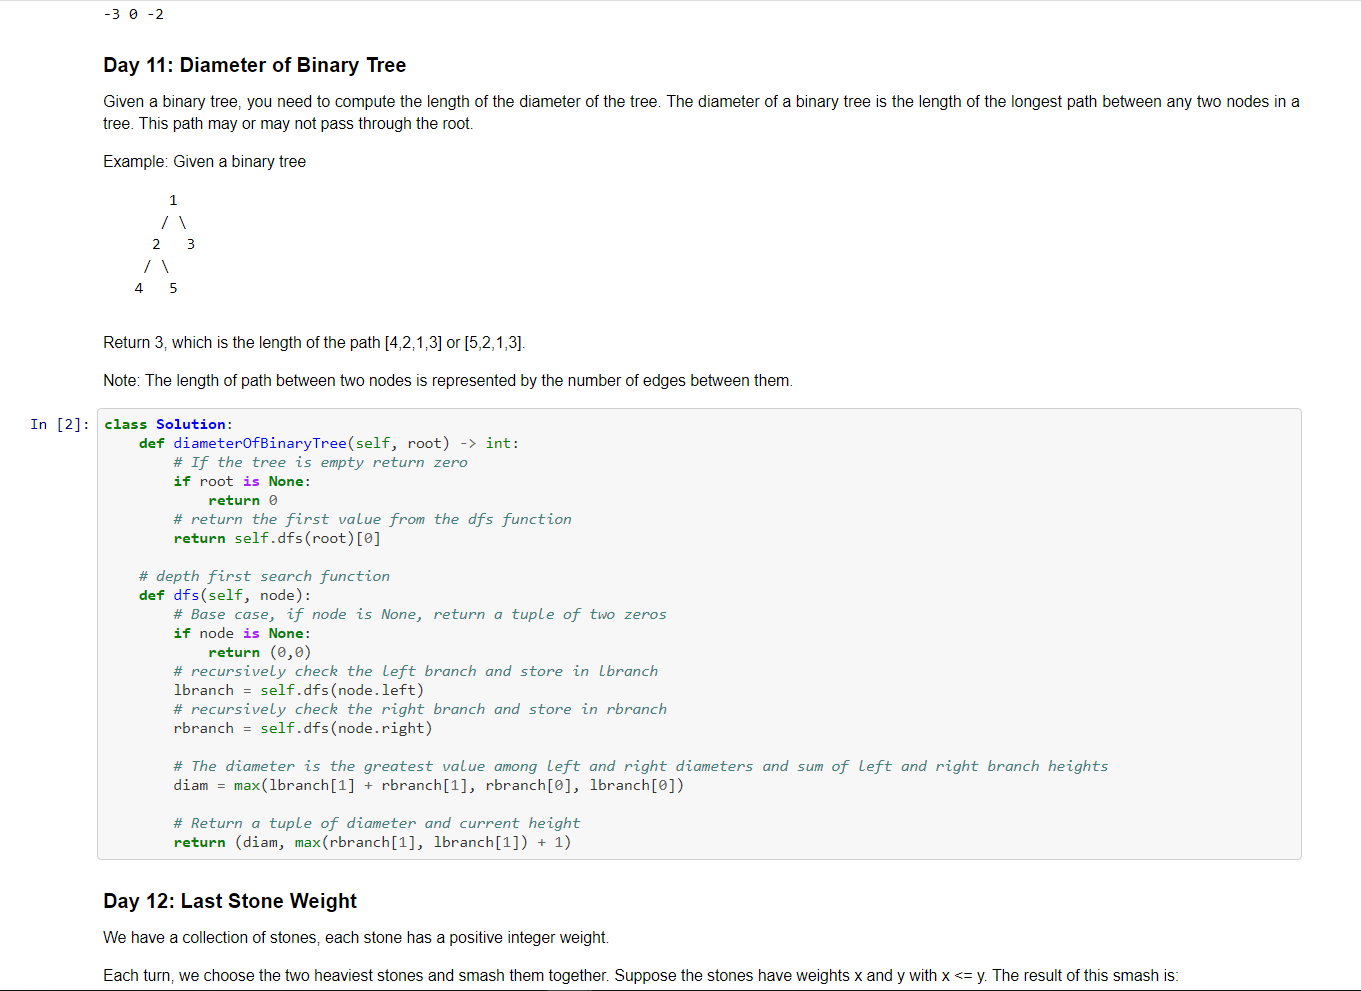 -3 0 -2
Day 11: Diameter of Binary Tree
Given a binary tree, you need to compute the length of the diameter of the tree. The diameter of a binary tree is the length of the longest path between any two nodes in a
tree. This path may or may not pass through the root.
Example: Given a binary tree
1
/ \
2   3
/ \
4   5
Return 3, which is the length of the path [4,2,1,3] or [5,2,1,3].
Note: The length of path between two nodes is represented by the number of edges between them.
In [2]: class Solution:
    def diameterOfBinaryTree(self, root) -> int:
        # If the tree is empty return zero
        if root is None:
            return 0
        # return the first value from the dfs function
        return self.dfs(root)[0]
    # depth first search function
    def dfs(self, node):
        # Base case, if node is None, return a tuple of two zeros
        if node is None:
            return (0,0)
        # recursively check the left branch and store in lbranch
        lbranch = self.dfs(node.left)
        # recursively check the right branch and store in rbranch
        rbranch = self.dfs(node.right)
        # The diameter is the greatest value among left and right diameters and sum of left and right branch heights
        diam = max(lbranch[1] + rbranch[1], rbranch[0], lbranch[0])
        # Return a tuple of diameter and current height
        return (diam, max(rbranch[1], lbranch[1]) + 1)
Day 12: Last Stone Weight
We have a collection of stones, each stone has a positive integer weight.
Each turn, we choose the two heaviest stones and smash them together. Suppose the stones have weights x and y with x <= y. The result of this smash is: